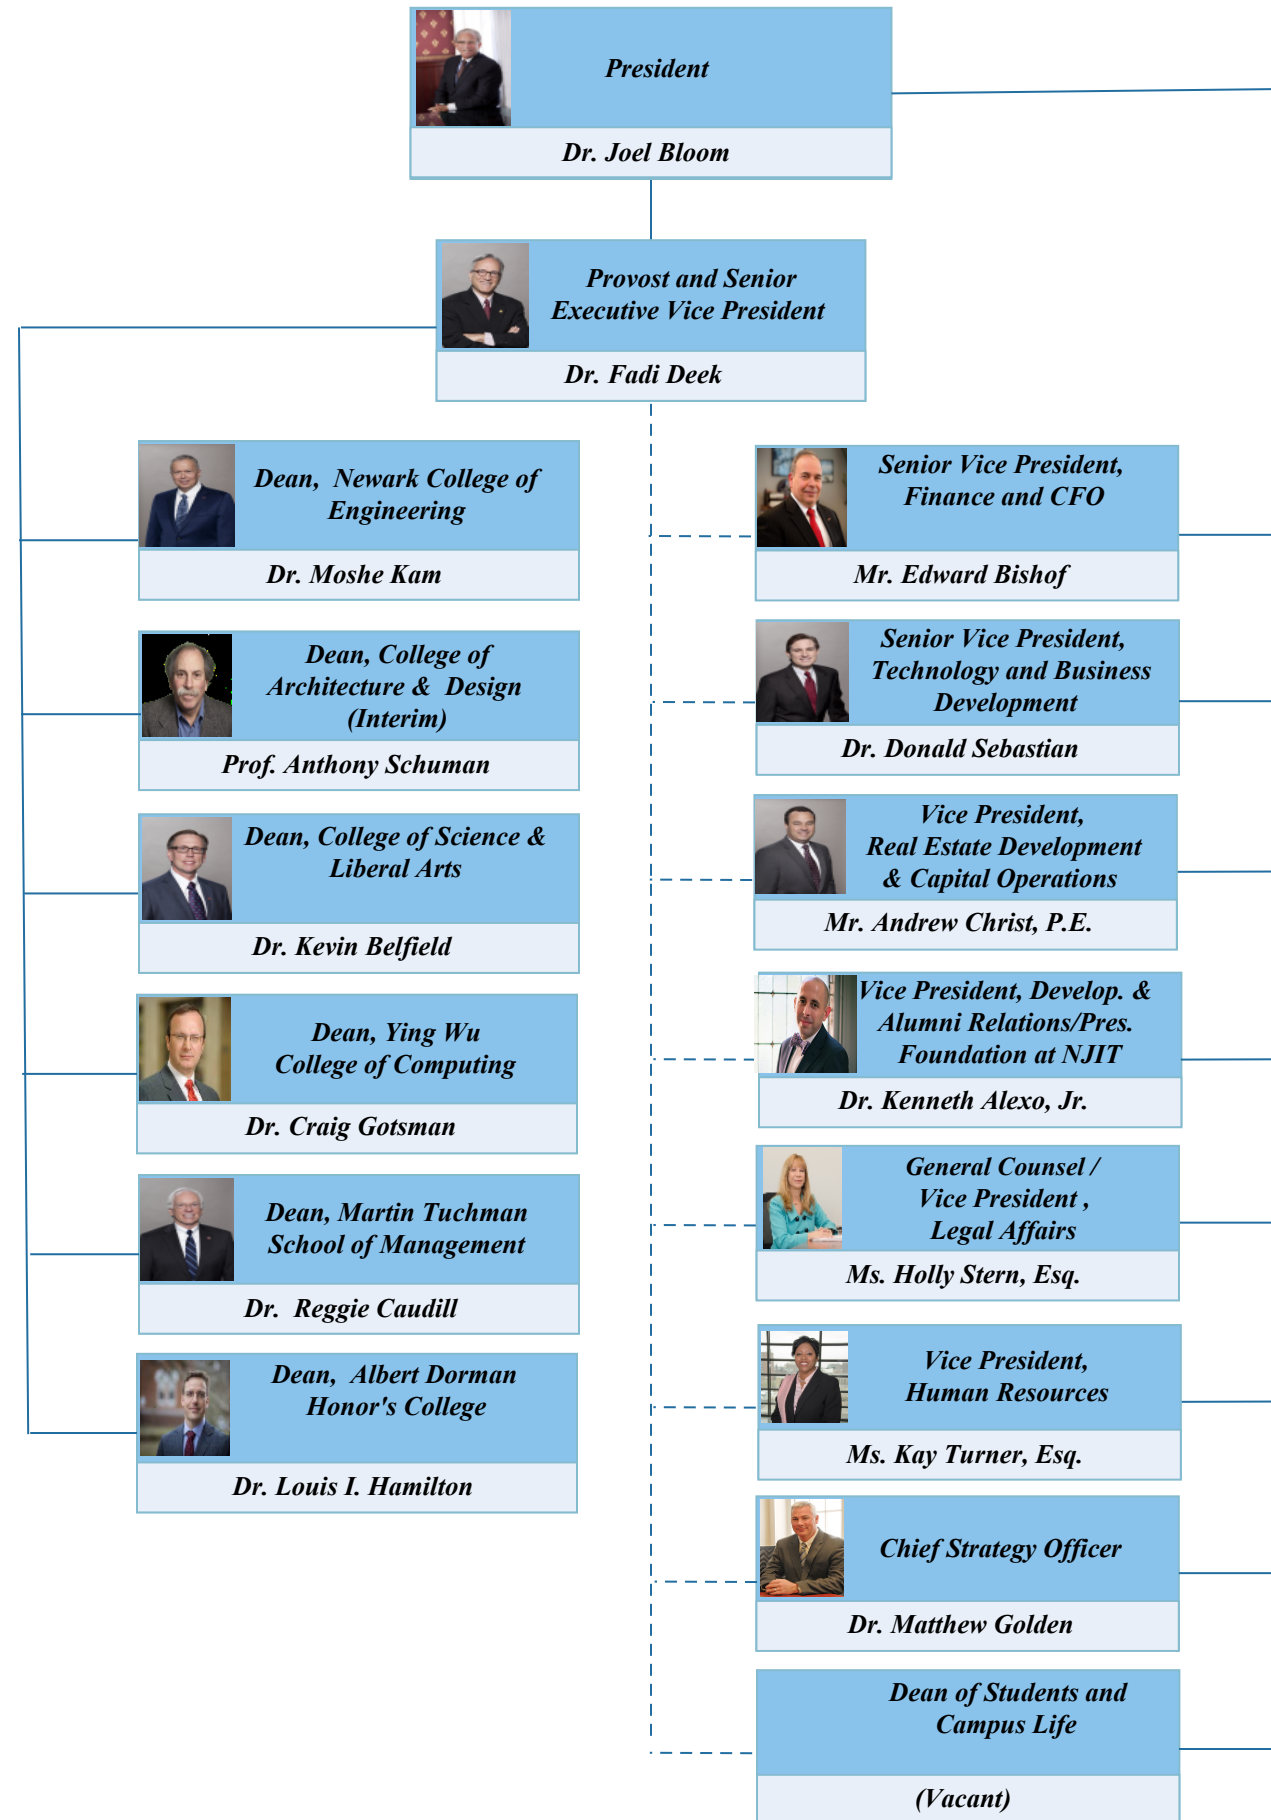 President
Dr. Joel Bloom
Provost and Senior
Executive Vice President
Dr. Fadi Deek
Dean, Newark College of
Engineering
Dr. Moshe Kam
Dean, College of
Architecture & Design
(Interim)
Prof. Anthony Schuman
Dean, College of Science &
Liberal Arts
Dr. Kevin Belfield
Dean, Ying Wu
College of Computing
Dr. Craig Gotsman
Dean, Martin Tuchman
School of Management
Dr. Reggie Caudill
Dean, Albert Dorman
Honor's College
Dr. Louis I. Hamilton
Senior Vice President,
Finance and CFO
Mr. Edward Bishof
Senior Vice President,
Technology and Business
Development
Dr. Donald Sebastian
Vice President,
Real Estate Development
& Capital Operations
Mr. Andrew Christ, P.E.
Vice President, Develop. &
Alumni Relations/Pres.
Foundation at NJIT
Dr. Kenneth Alexo, Jr.
General Counsel /
Vice President ,
Legal Affairs
Ms. Holly Stern, Esq.
Vice President,
Human Resources
Ms. Kay Turner, Esq.
Chief Strategy Officer
Dr. Matthew Golden
Dean of Students and
Campus Life
(Vacant)